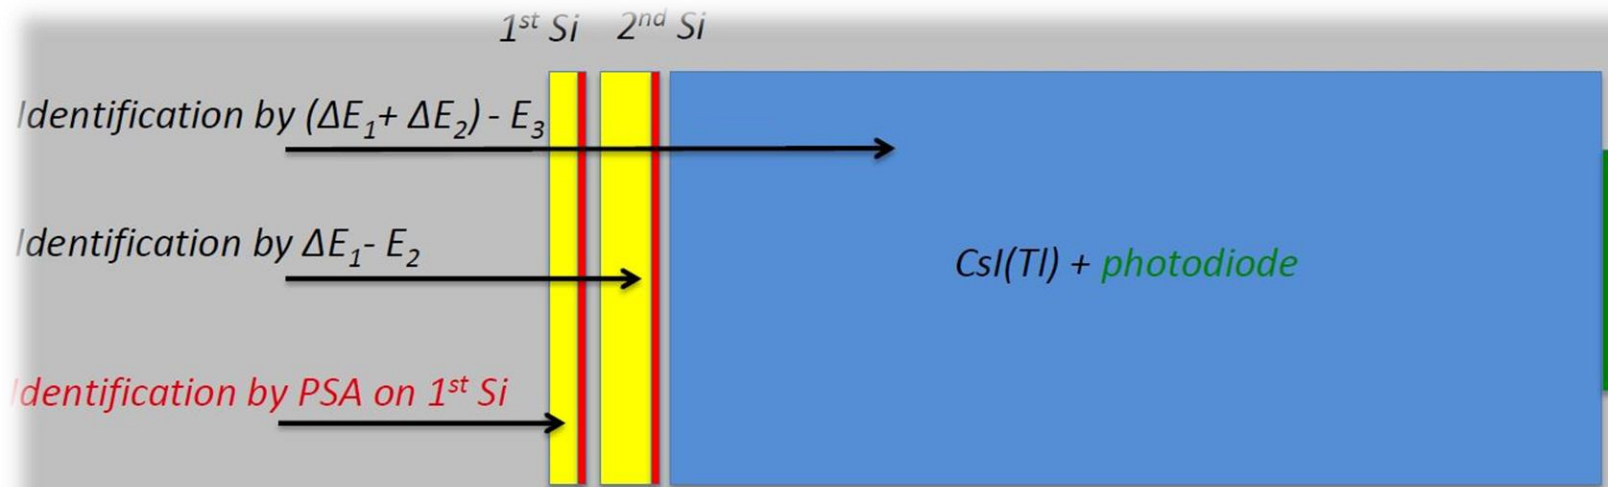 1st Si 2nd Si
Identification by (ΔE1+ ΔE2) - E3
Identification by ΔE1- E2
CsI(Tl) + photodiode
Identification by PSA on 1st Si